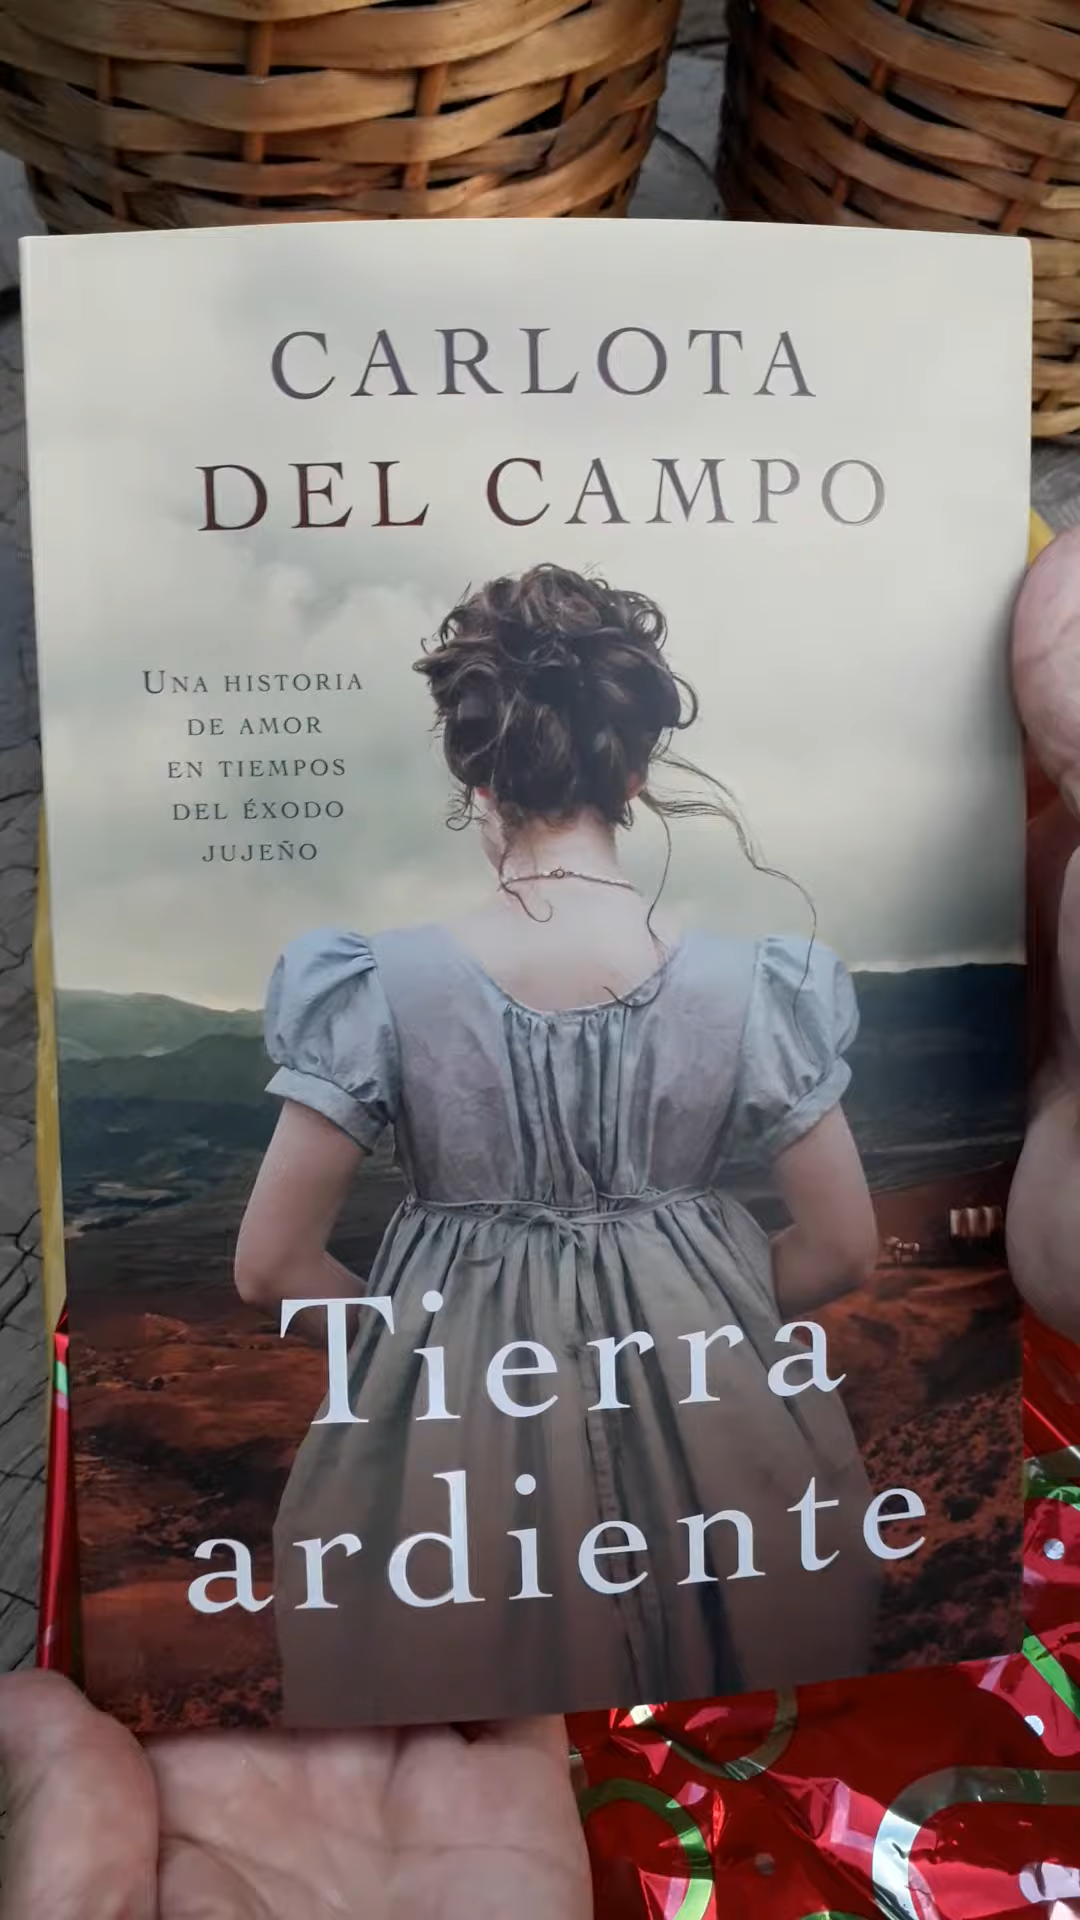 CARLOTA
DEL CAMPO
UNA HISTORIA
DE AMOR
EN TIEMPOS
DEL ÉXODO
JUJEÑO
Tierra
ardiente